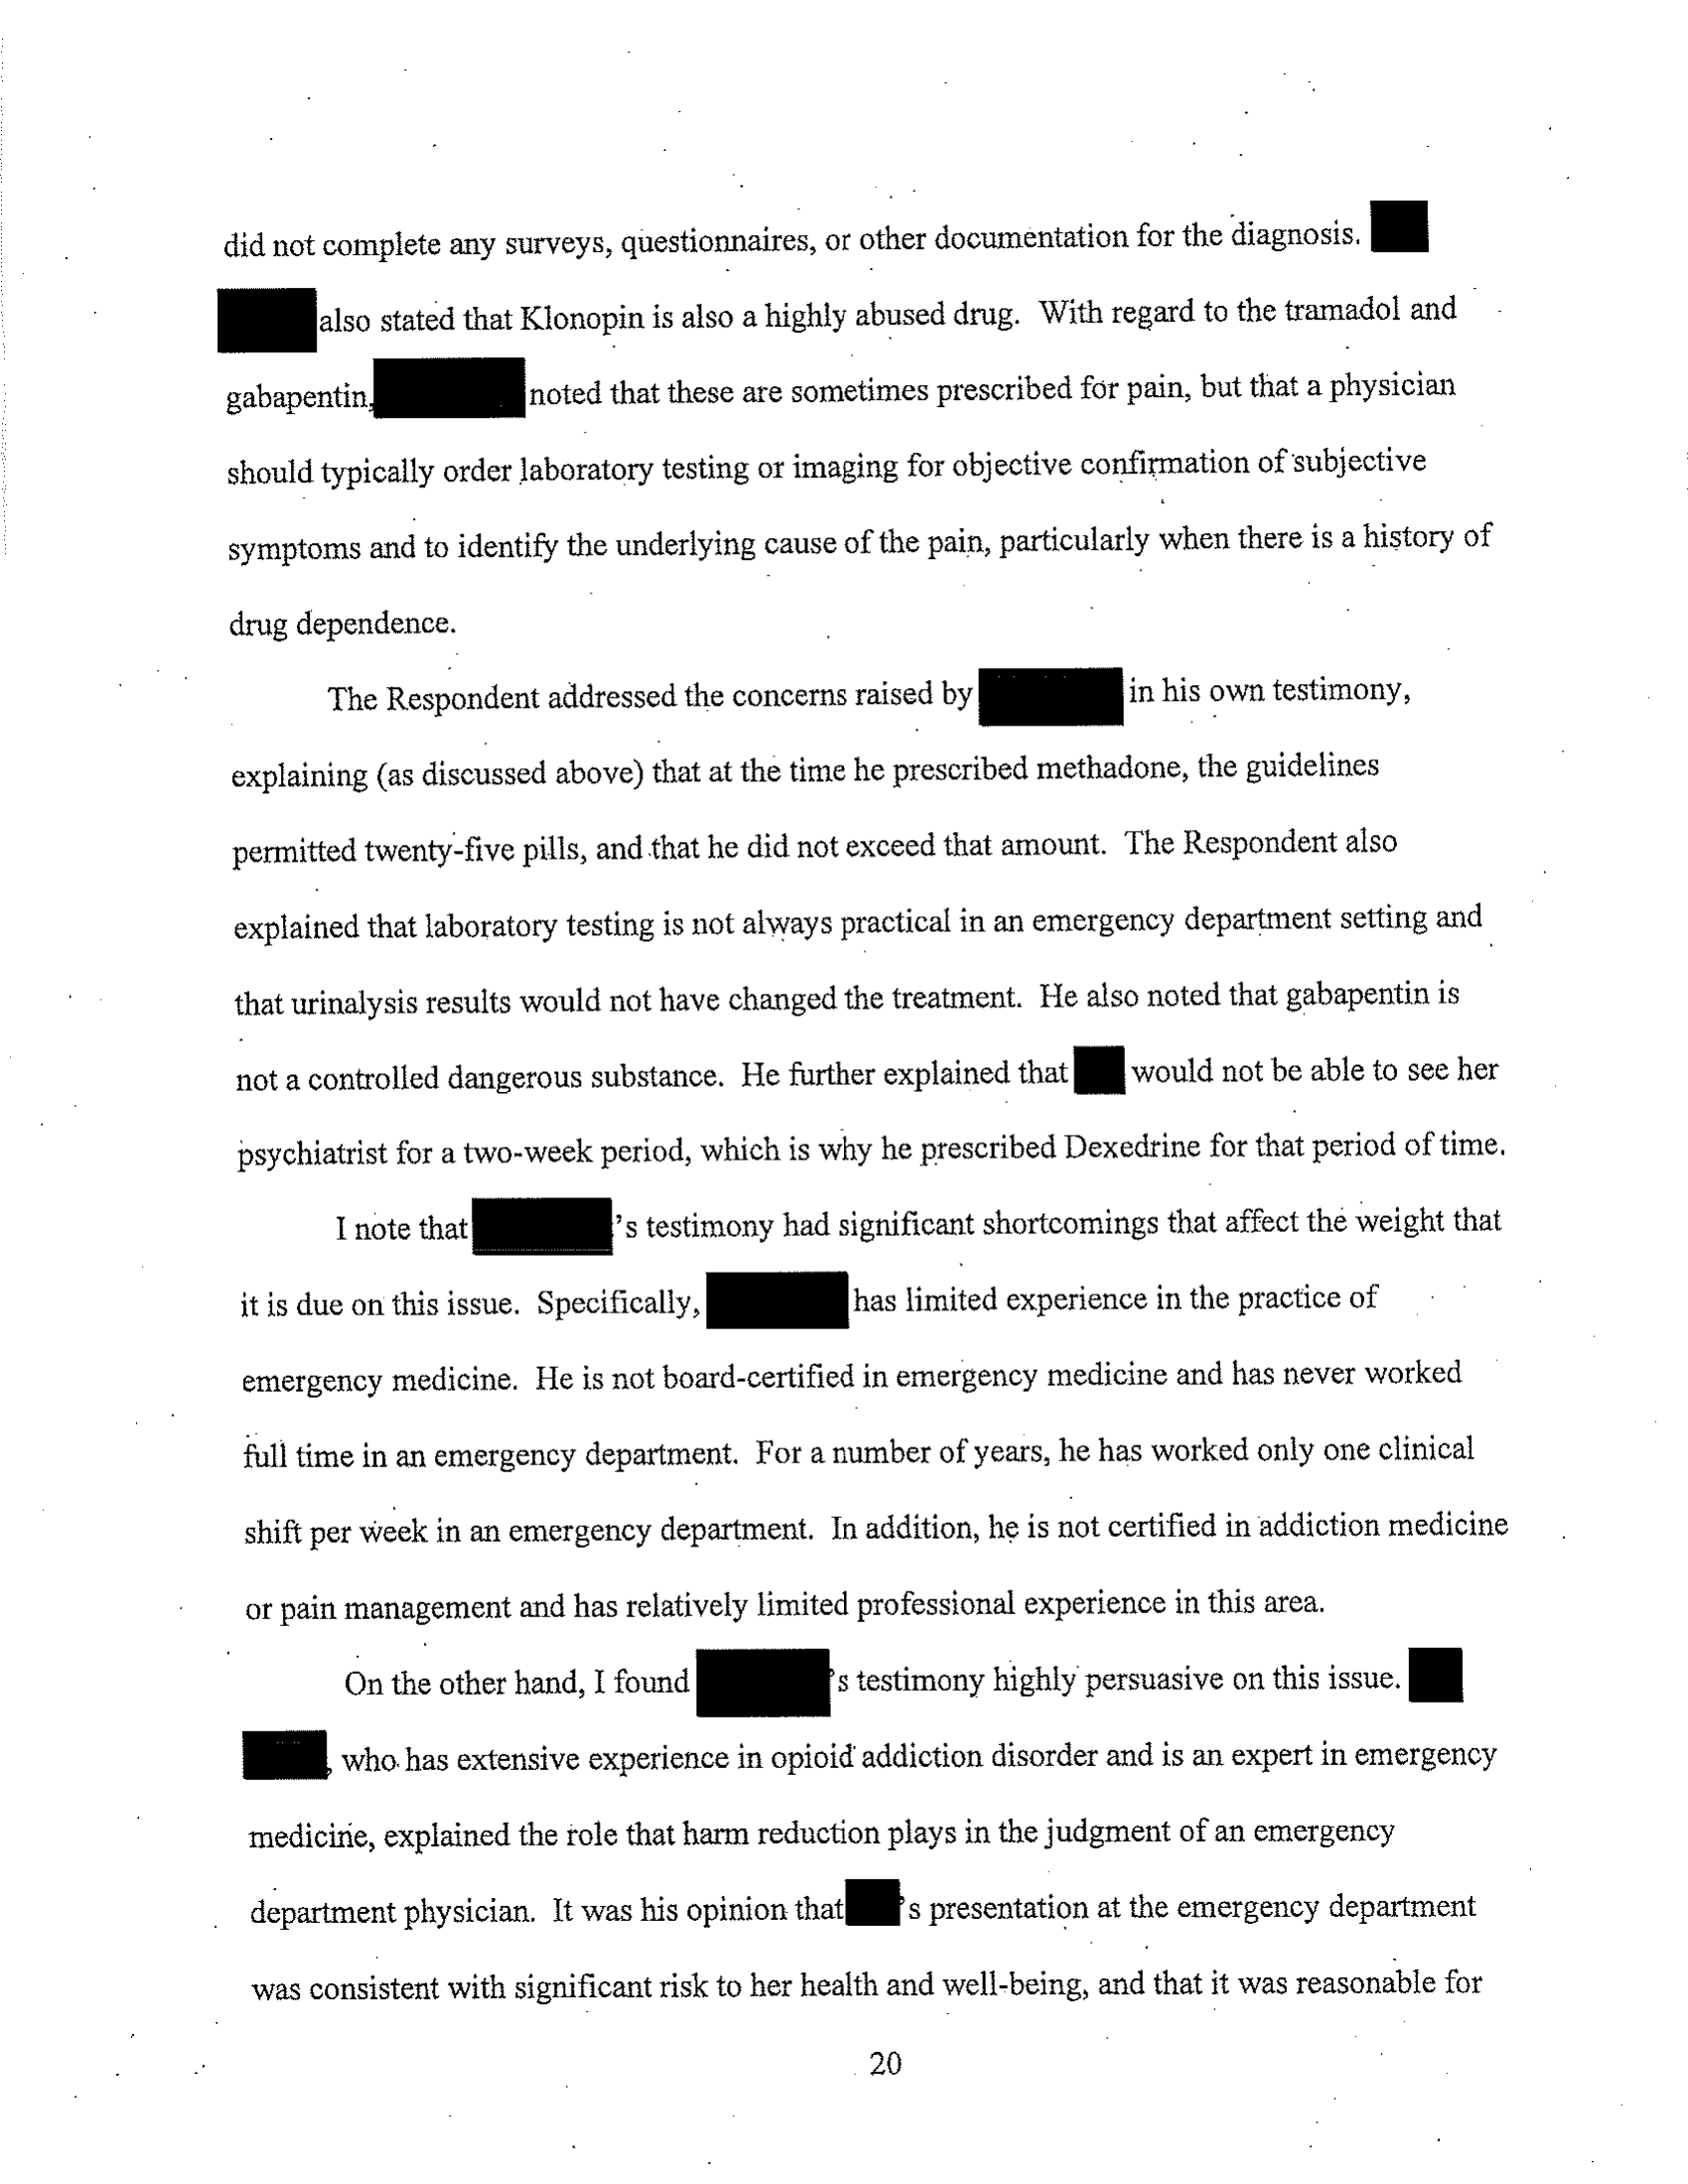 did not complete any surveys, questionnaires, or other documentation for the diagnosis.
also stated that Klonopin is also a highly abused drug. With regard to the tramadol and
gabapentin, noted that these are sometimes prescribed for pain, but that a physician
should typically order laboratory testing or imaging for objective confirmation of subjective
symptoms and to identify the underlying cause of the pain, particularly when there is a history of
drug dependence.
The Respondent addressed the concerns raised by in his own testimony,
explaining (as discussed above) that at the time he prescribed methadone, the guidelines
permitted twenty-five pills, and that he did not exceed that amount. The Respondent also
explained that laboratory testing is not always practical in an emergency department setting and
that urinalysis results would not have changed the treatment. He also noted that gabapentin is
not a controlled dangerous substance. He further explained that would not be able to see her
psychiatrist for a two-week period, which is why he prescribed Dexedrine for that period of time.
I note that 's testimony had significant shortcomings that affect the weight that
it is due on this issue. Specifically, has limited experience in the practice of
emergency medicine. He is not board-certified in emergency medicine and has never worked
full time in an emergency department. For a number of years, he has worked only one clinical
shift per week in an emergency department. In addition, he is not certified in addiction medicine
or pain management and has relatively limited professional experience in this area.
On the other hand, I found 's testimony highly persuasive on this issue.
, who has extensive experience in opioid addiction disorder and is an expert in emergency
medicine, explained the role that harm reduction plays in the judgment of an emergency
department physician. It was his opinion that 's presentation at the emergency department
was consistent with significant risk to her health and well-being, and that it was reasonable for
20